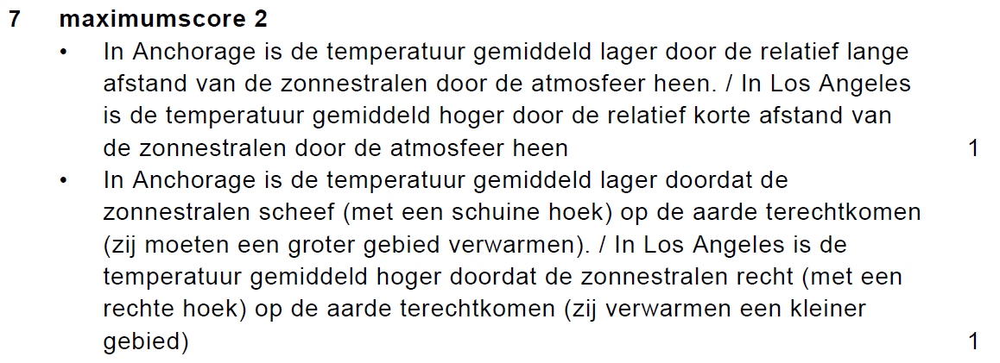 7 maximumscore 2
• In Anchorage is de temperatuur gemiddeld lager door de relatief lange
afstand van de zonnestralen door de atmosfeer heen. / In Los Angeles
is de temperatuur gemiddeld hoger door de relatief korte afstand van
de zonnestralen door de atmosfeer heen 1
• In Anchorage is de temperatuur gemiddeld lager doordat de
zonnestralen scheef (met een schuine hoek) op de aarde terechtkomen
(zij moeten een groter gebied verwarmen). / In Los Angeles is de
temperatuur gemiddeld hoger doordat de zonnestralen recht (met een
rechte hoek) op de aarde terechtkomen (zij verwarmen een kleiner
gebied) 1